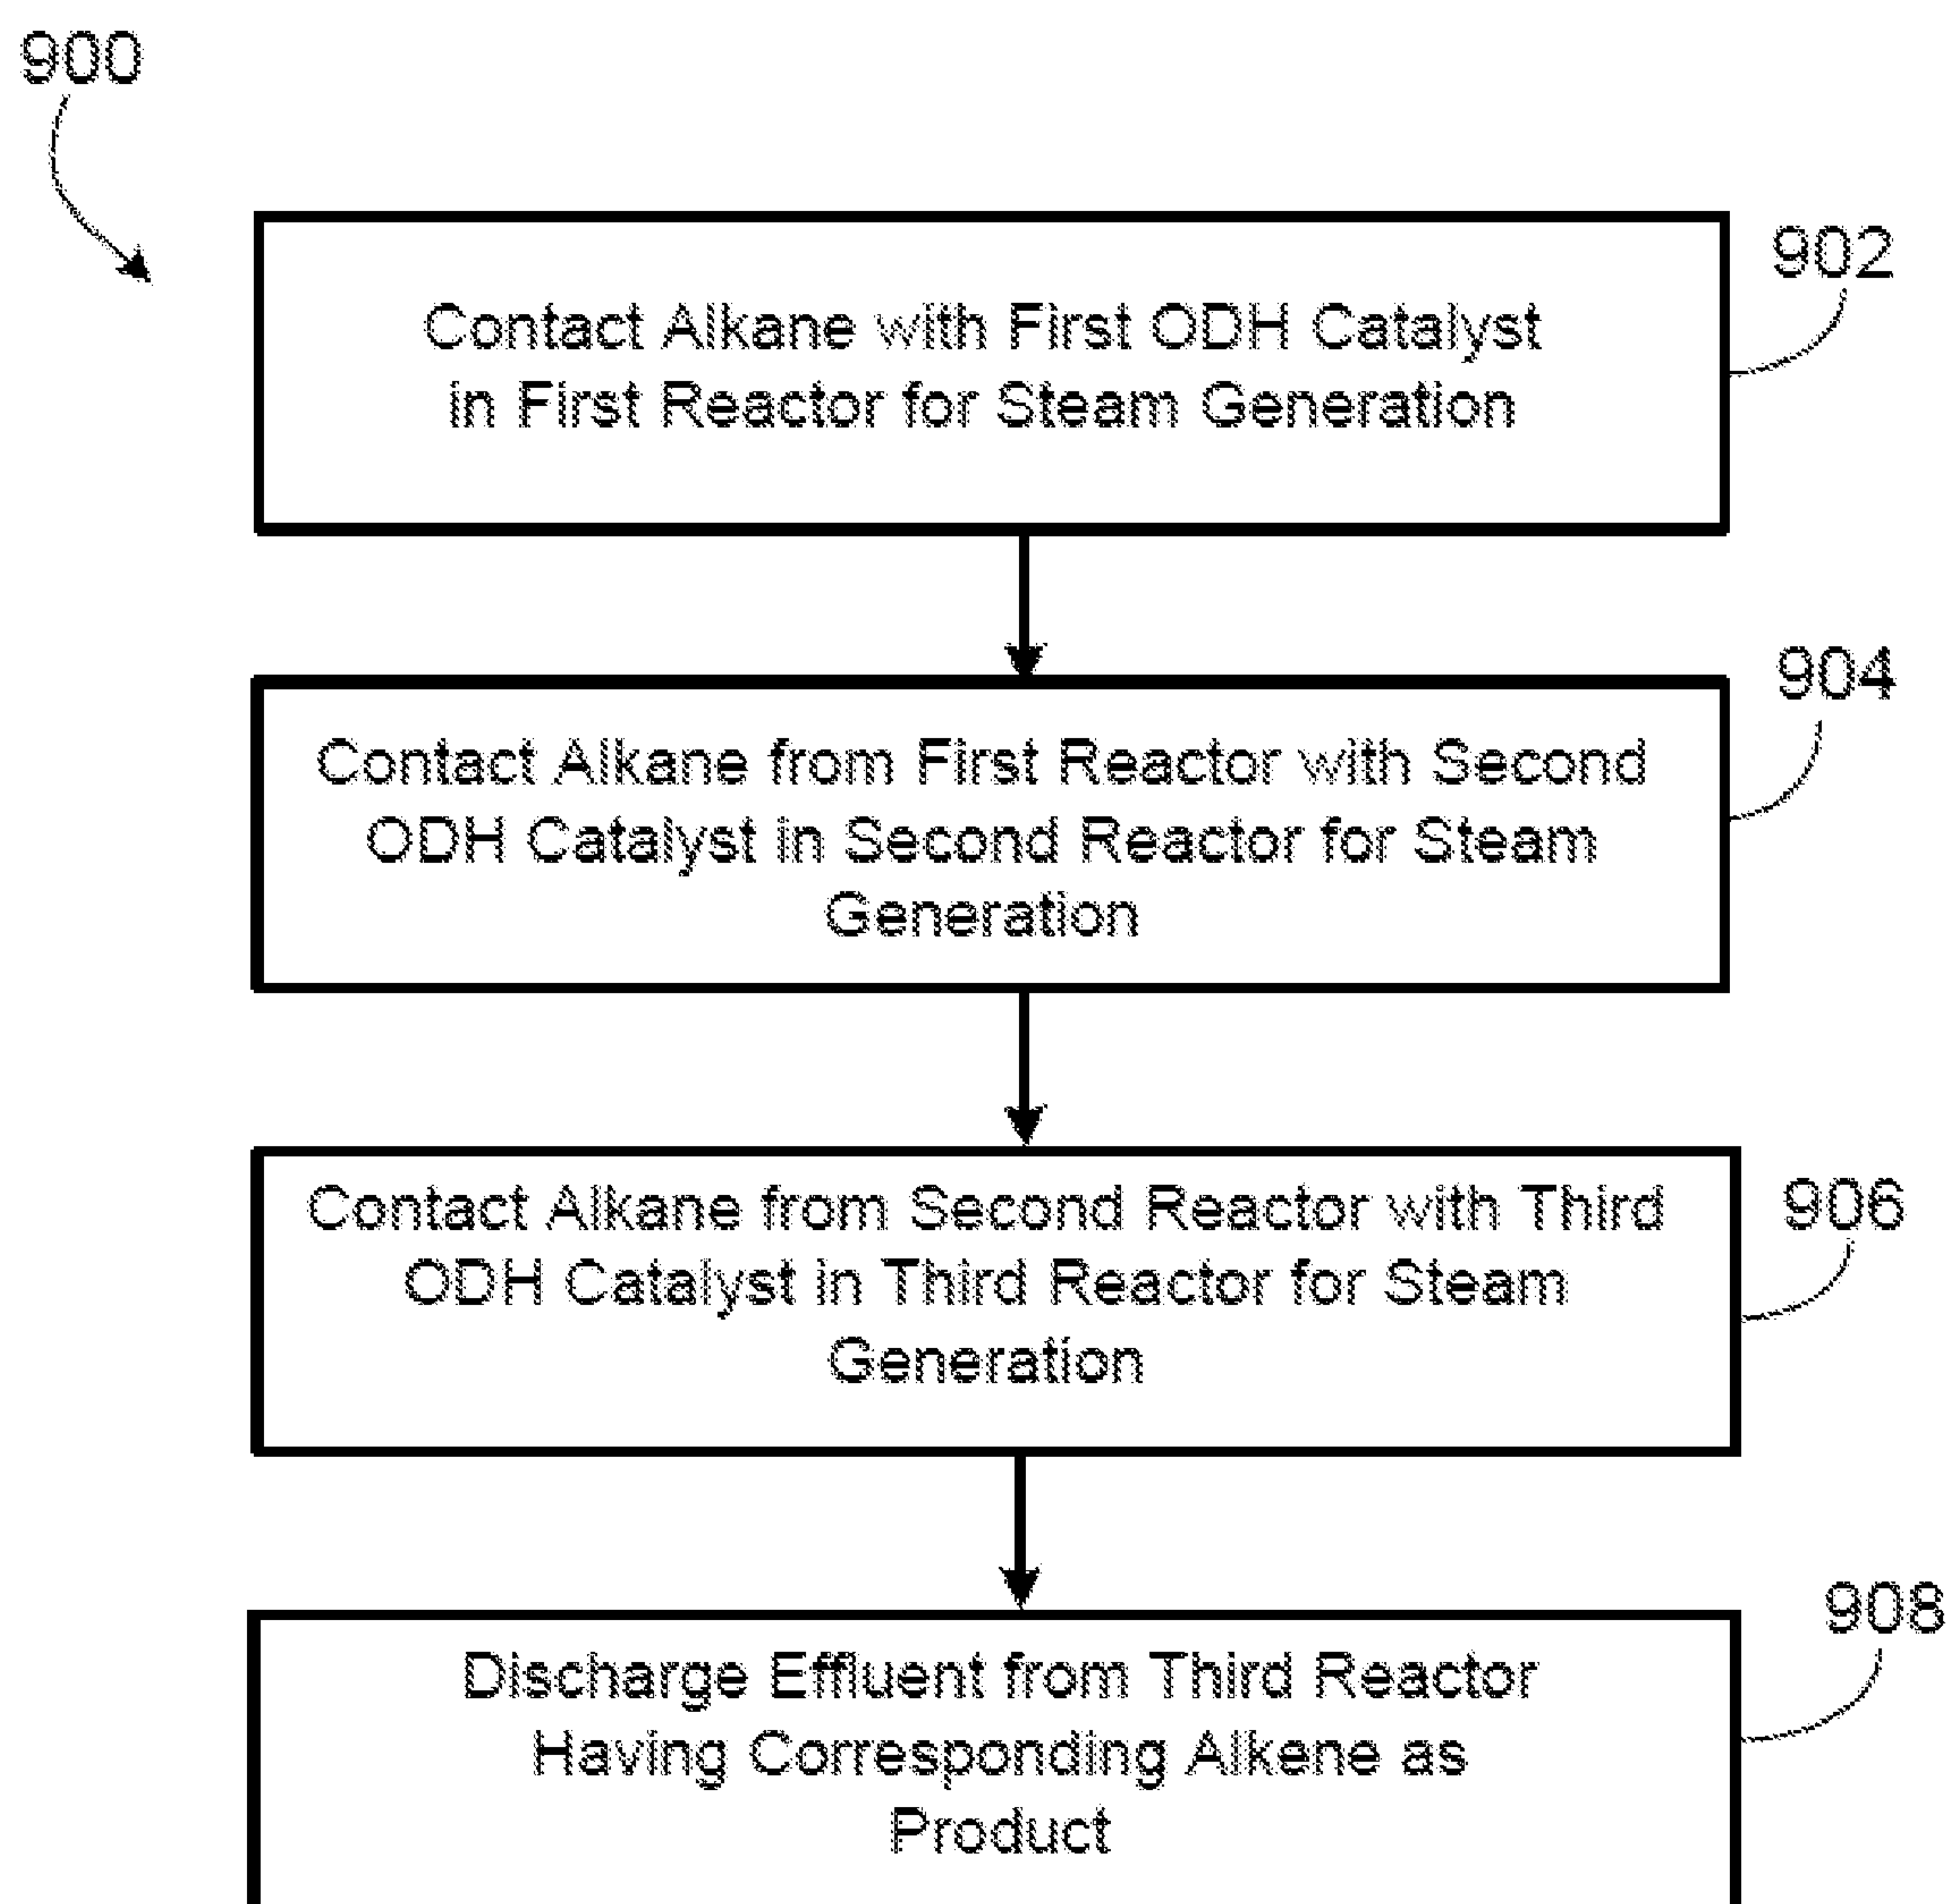 900
902
Contact Alkane with First ODH Catalyst
in First Reactor for Steam Generation
904
Contact Alkane from First Reactor with Second
ODH Catalyst in Second Reactor for Steam
Generation
906
Contact Alkane from Second Reactor with Third
ODH Catalyst in Third Reactor for Steam
Generation
908
Discharge Effluent from Third Reactor
Having Corresponding Alkene as
Product